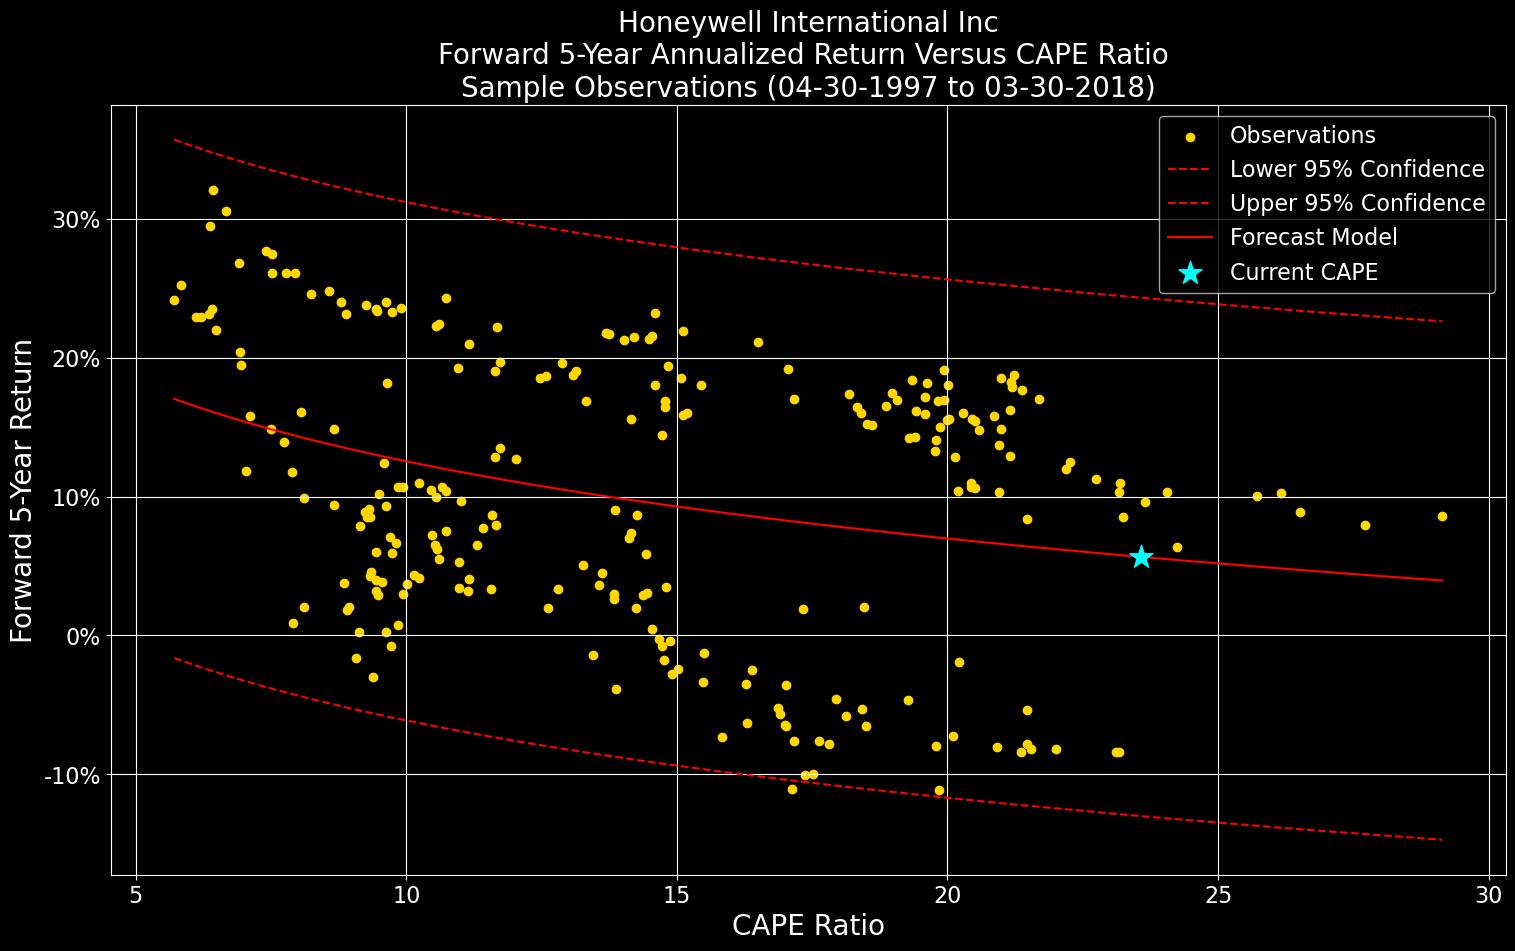 Honeywell International Inc
Forward 5-Year Annualized Return Versus CAPE Ratio
Sample Observations (04-30-1997 to 03-30-2018)
Observations
Lower 95% Confidence
Upper 95% Confidence
Forecast Model
Current CAPE
Forward 5-Year Return
30%
20%
10%
0%
-10%
5
10
15
20
25
30
CAPE Ratio